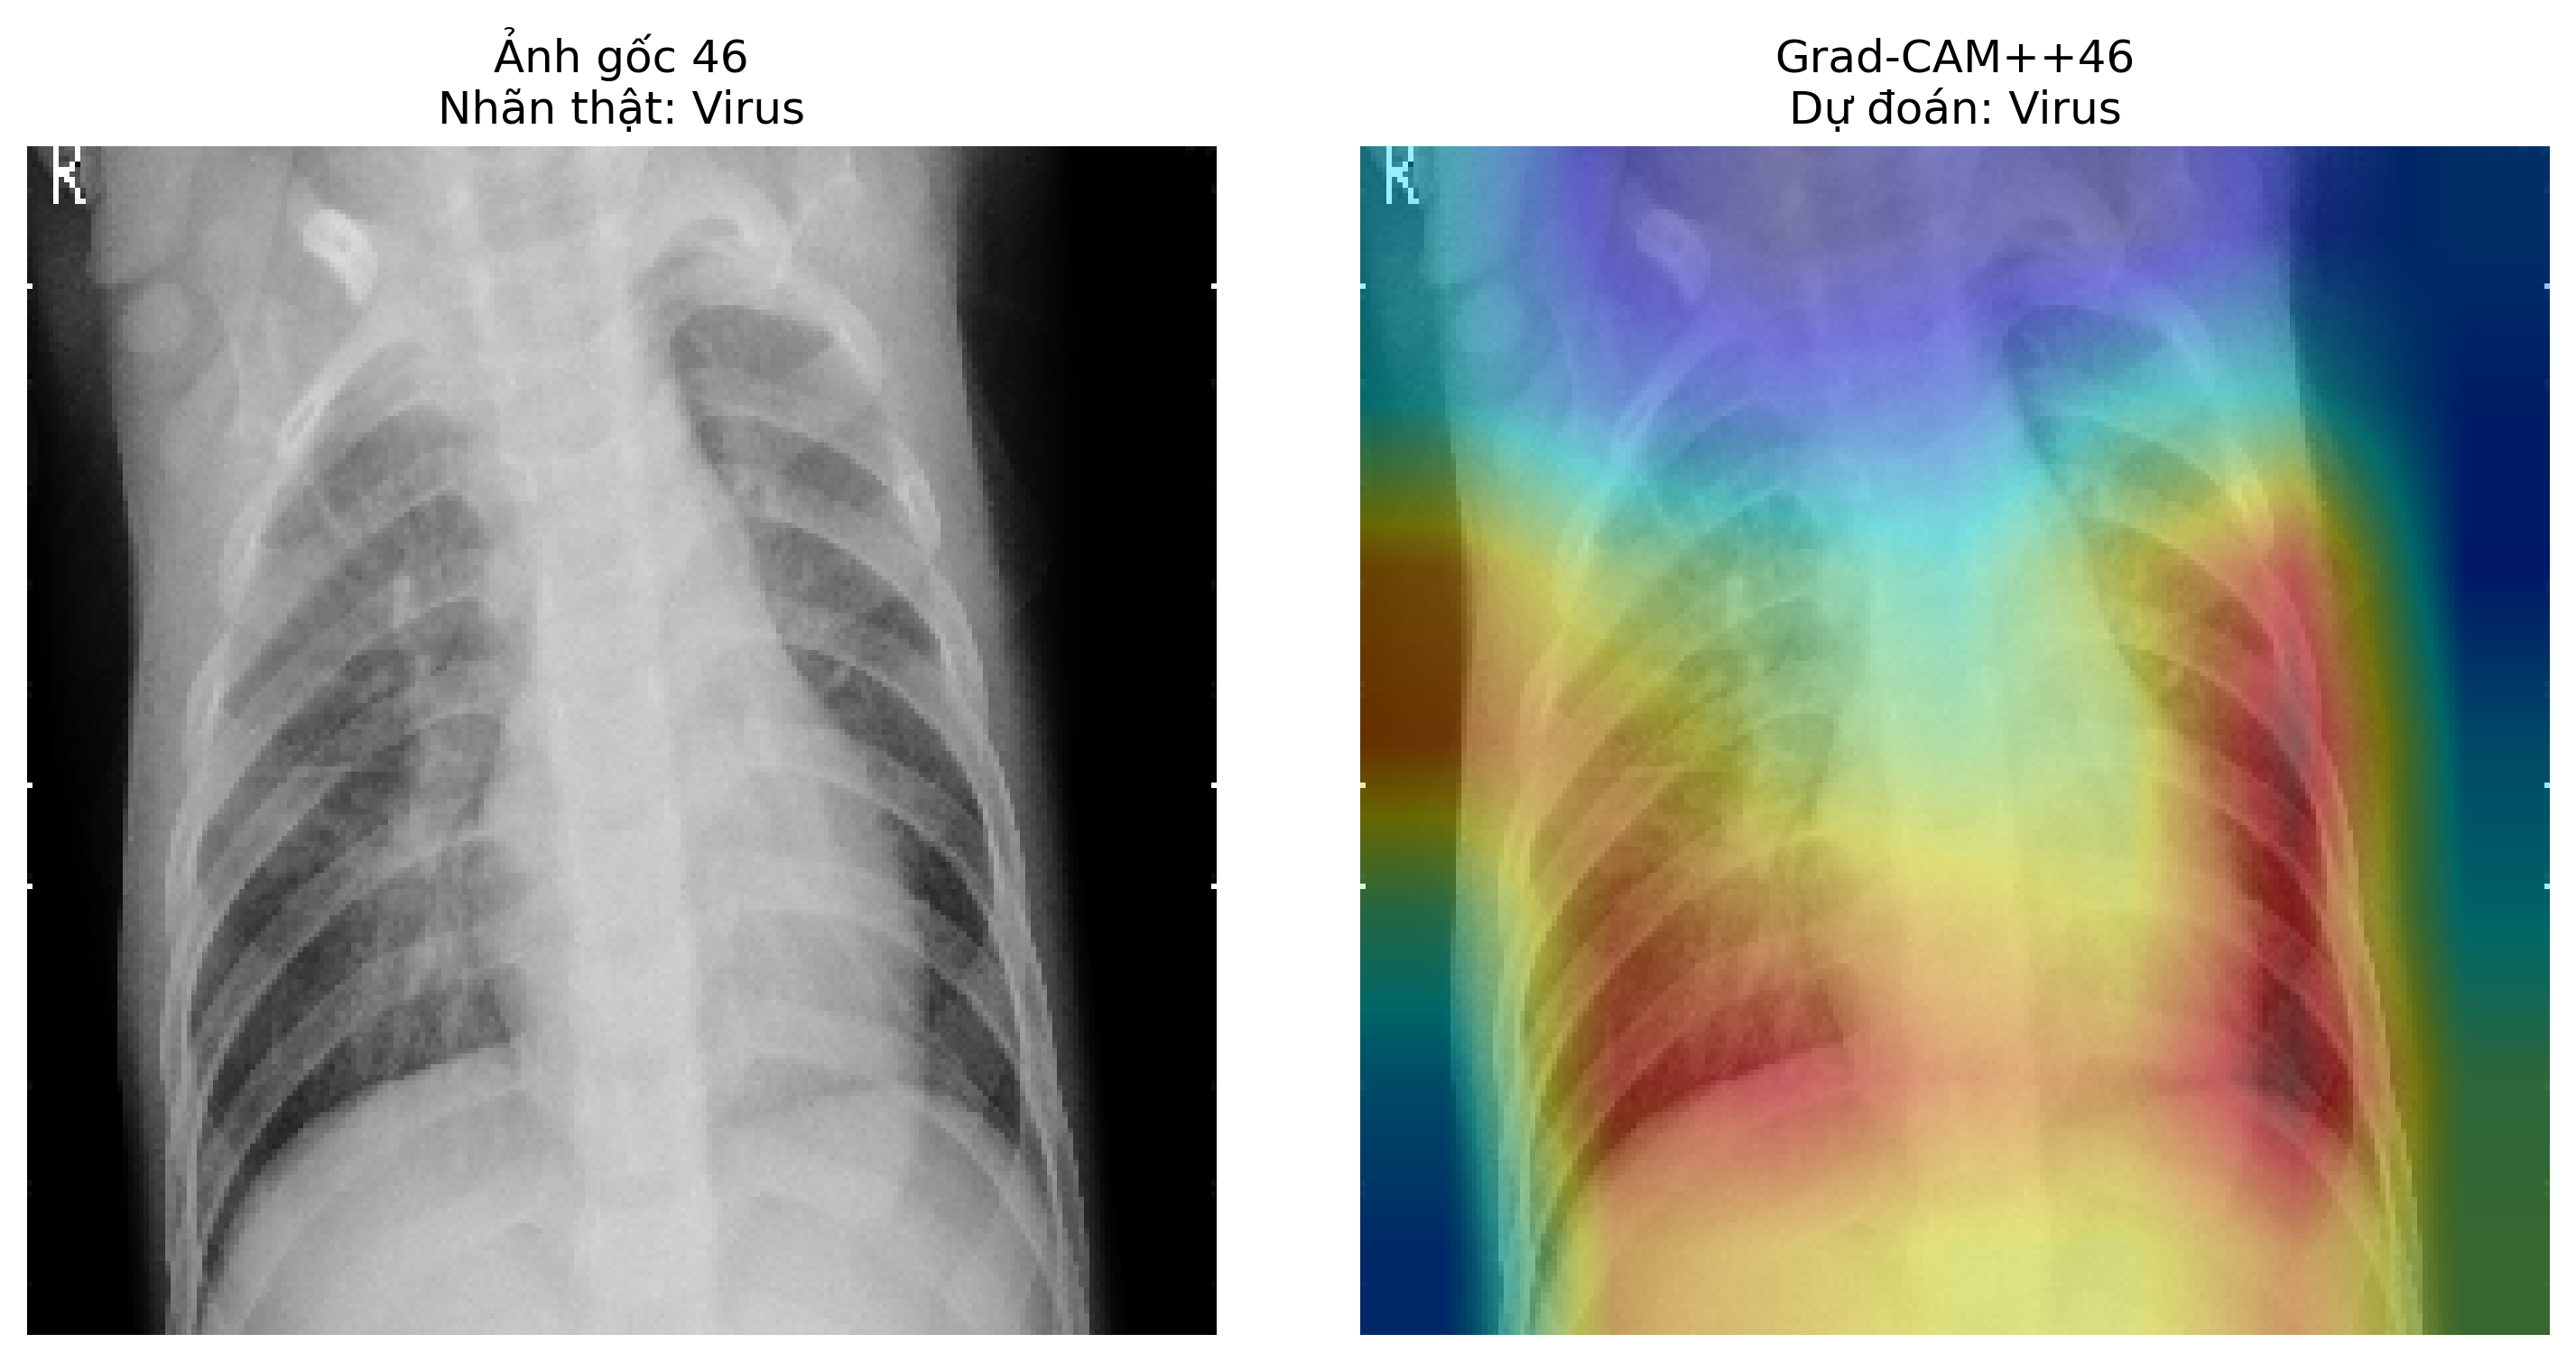 Ảnh gốc 46
Nhãn thật: Virus
Grad-CAM++46
Dự đoán: Virus
R
R